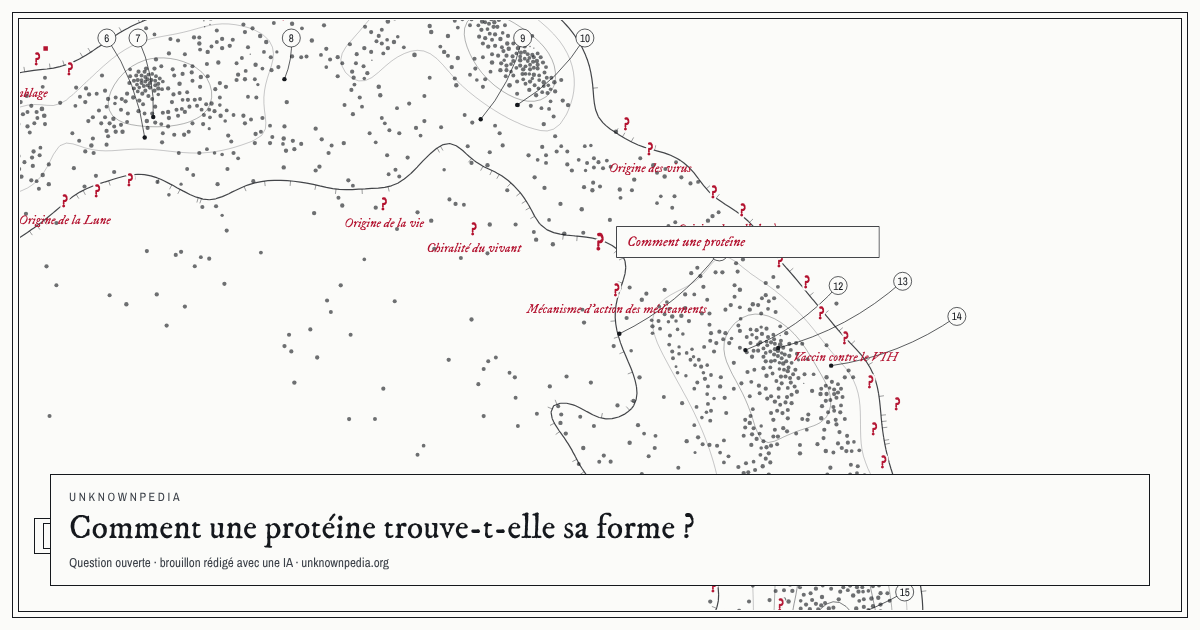 6
7
8
9
10
blage
Origine des virus
Origine de la Lune
Origine de la vie
Comment une protéine
Chiralité du vivant
12
13
Mécanisme d'action des médicaments
14
Vaccin contre le VIH
UNKNOWNPEDIA
Comment une protéine trouve-t-elle sa forme ?
Question ouverte · brouillon rédigé avec une IA · unknownpedia.org
15